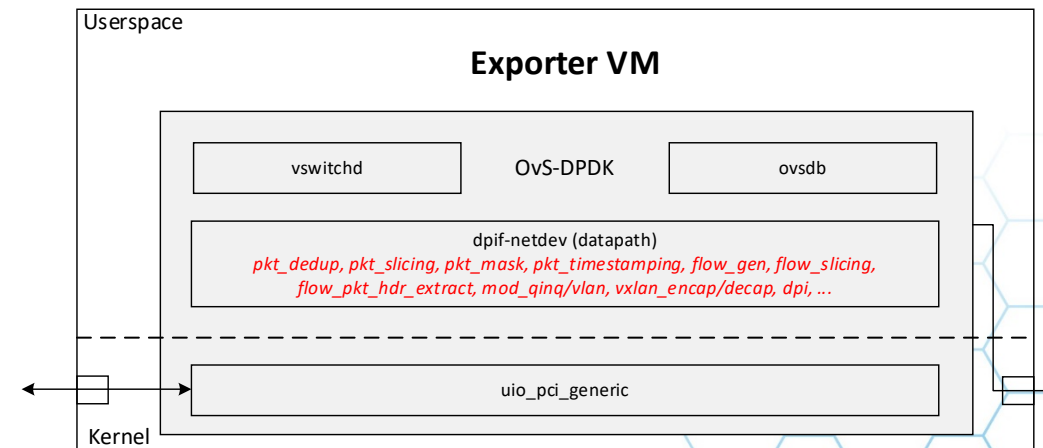 Userspace
Exporter VM
vswitchd
OvS-DPDK
ovsdb
dpif-netdev (datapath)
pkt_dedup, pkt_slicing, pkt_mask, pkt_timestamping, flow_gen, flow_slicing,
flow_pkt_hdr_extract, mod_qinq/vlan, vxlan_encap/decap, dpi, ...
uio_pci_generic
Kernel